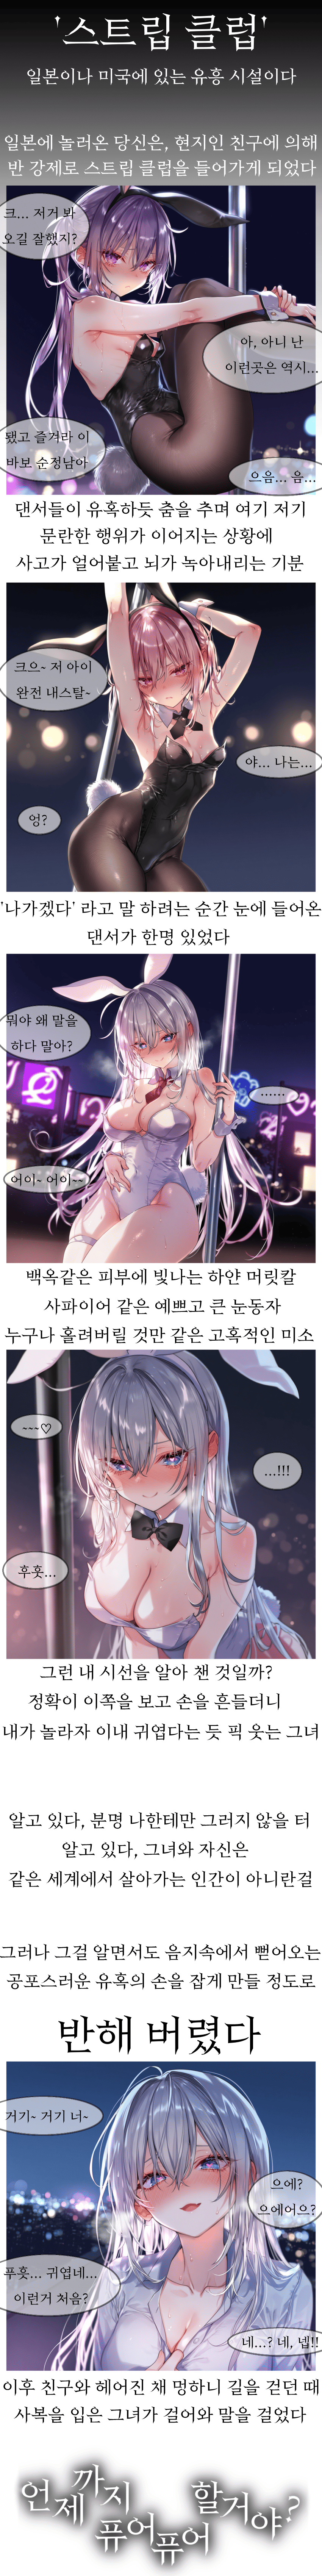 '스트립 클럽'
일본이나 미국에 있는 유흥 시설이다
일본에 놀러온 당신은, 현지인 친구에 의해
반 강제로 스트립 클럽을 들어가게 되었다
크... 저거 봐
오길 잘했지?
아, 아니 난
이런곳은 역시...
됐고 즐겨라 이
바보 순정남아
으음... 음...
댄서들이 유혹하듯 춤을 추며 여기 저기
문란한 행위가 이어지는 상황에
사고가 얼어붙고 뇌가 녹아내리는 기분
크으~ 저 아이
완전 내스탈~
야... 나는...
엉?
'나가겠다' 라고 말 하려는 순간 눈에 들어온
댄서가 한명 있었다
뭐야 왜 말을
하다 말아?
......
어이~ 어이~~
백옥같은 피부에 빛나는 하얀 머릿칼
사파이어 같은 예쁘고 큰 눈동자
누구나 홀려버릴 것만 같은 고혹적인 미소
~~~♡
...!!!
후훗...
그런 내 시선을 알아 챈 것일까?
정확이 이쪽을 보고 손을 흔들더니
내가 놀라자 이내 귀엽다는 듯 픽 웃는 그녀
알고 있다, 분명 나한테만 그러지 않을 터
알고 있다, 그녀와 자신은
같은 세계에서 살아가는 인간이 아니란걸
그러나 그걸 알면서도 음지속에서 뻗어오는
공포스러운 유혹의 손을 잡게 만들 정도로
반해 버렸다
거기~ 거기 너~
으에?
으에어으?
푸훗... 귀엽네...
이런거 처음?
네...? 네, 넵!!
이후 친구와 헤어진 채 멍하니 길을 걷던 때
사복을 입은 그녀가 걸어와 말을 걸었다
언제까지 퓨어퓨어 할거야?